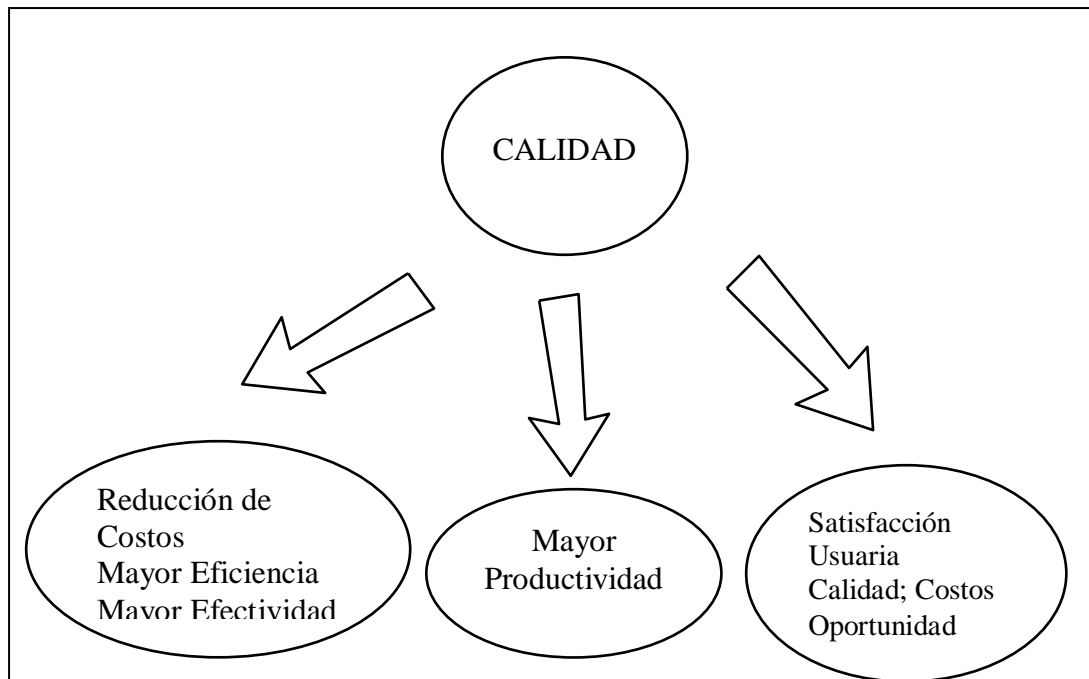 CALIDAD
Reducción de
Costos
Mayor Eficiencia
Mayor Efectividad
Mayor
Productividad
Satisfacción
Usuaria
Calidad; Costos
Oportunidad